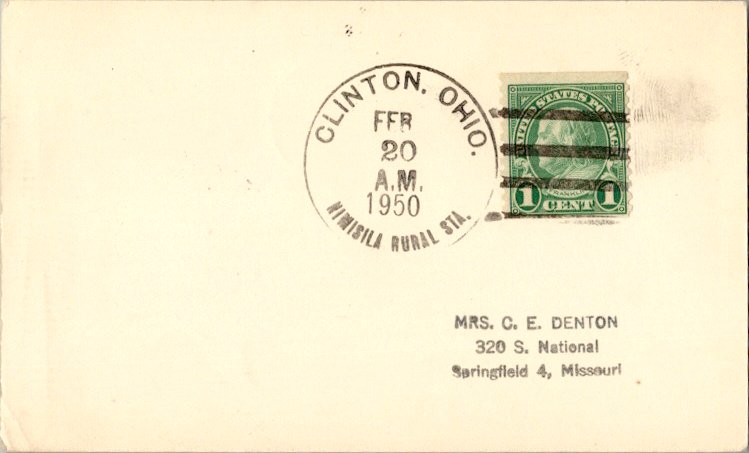 CLINTON, OHIO.
FEB
20
A.M.
1950
NIMISILA RURAL STA.
UNITED STATES POSTAGE
FRANKLIN
1 CENT 1
MRS. C. E. DENTON
320 S. National
Springfield 4, Missouri